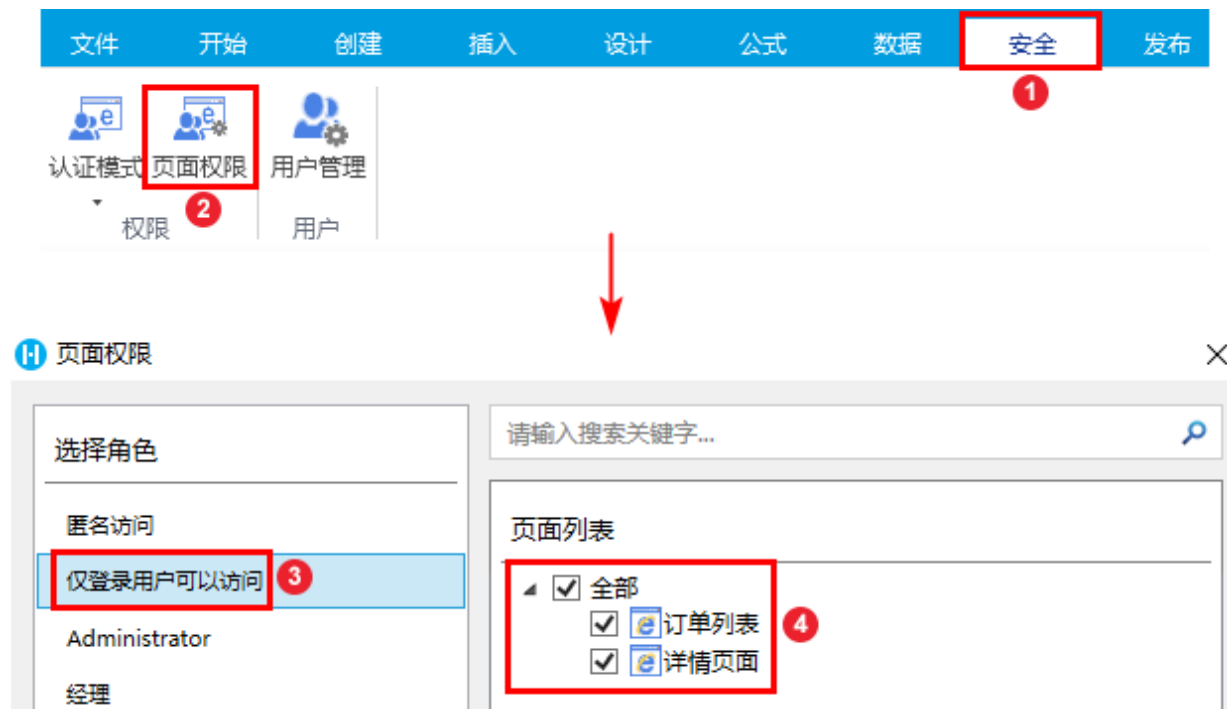 文件 开始 创建 插入 设计 公式 数据 安全 发布
1
认证模式 页面权限 用户管理
2
权限 用户
页面权限
选择角色
请输入搜索关键字...
匿名访问
页面列表
仅登录用户可以访问 3
全部
Administrator
订单列表 4
详情页面
经理